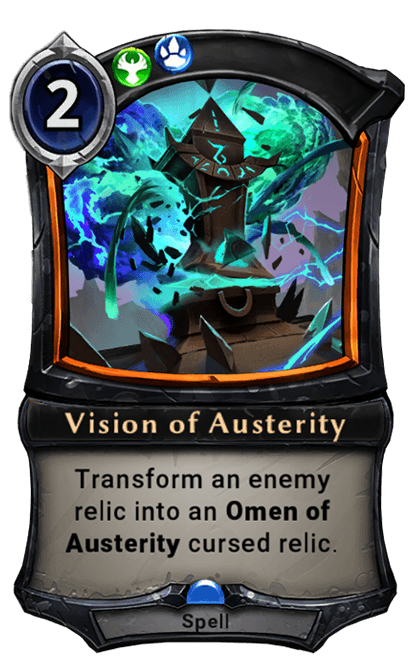 2
Vision of Austerity
Transform an enemy
relic into an Omen of
Austerity cursed relic.
Spell